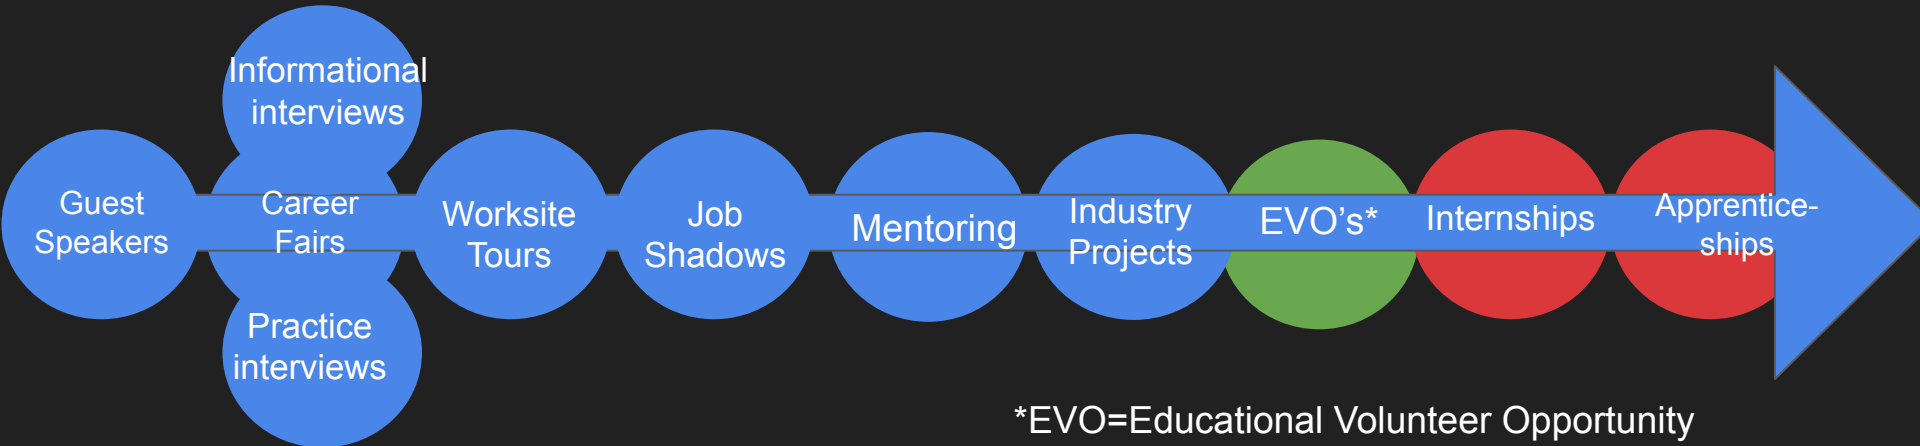 Informational
interviews
Guest
Speakers
Career
Fairs
Practice
interviews
Worksite
Tours
Job
Shadows
Mentoring
Industry
Projects
EVO's*
Internships
Apprentice-
ships
*EVO=Educational Volunteer Opportunity